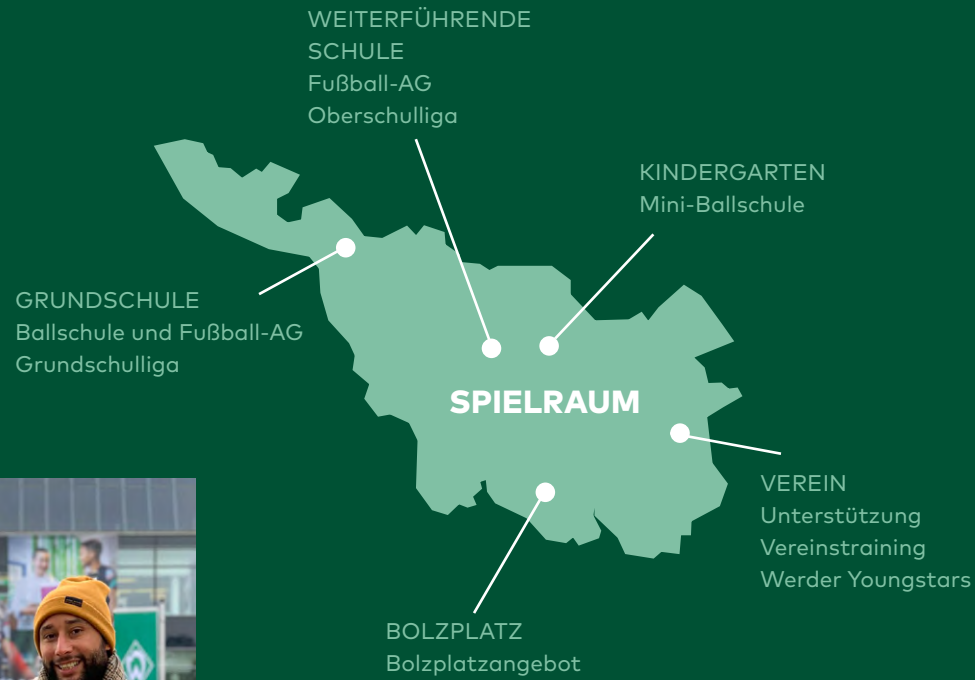 WEITERFÜHRENDE
SCHULE
Fußball-AG
Oberschulliga
KINDERGARTEN
Mini-Ballschule
GRUNDSCHULE
Ballschule und Fußball-AG
Grundschulliga
SPIELRAUM
VEREIN
Unterstützung
Vereinstraining
Werder Youngstars
BOLZPLATZ
Bolzplatzangebot